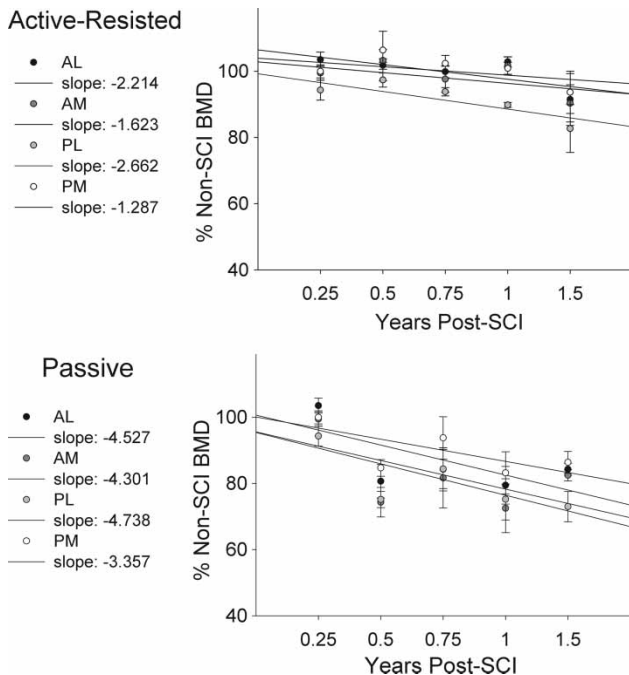 Active-Resisted
AL
slope: -2.214
AM
slope: -1.623
PL
slope: -2.662
PM
slope: -1.287
% Non-SCI BMD
100
80
60
40
0.25 0.5 0.75 1 1.5
Years Post-SCI
Passive
AL
slope: -4.527
AM
slope: -4.301
PL
slope: -4.738
PM
slope: -3.357
% Non-SCI BMD
100
80
60
40
0.25 0.5 0.75 1 1.5
Years Post-SCI